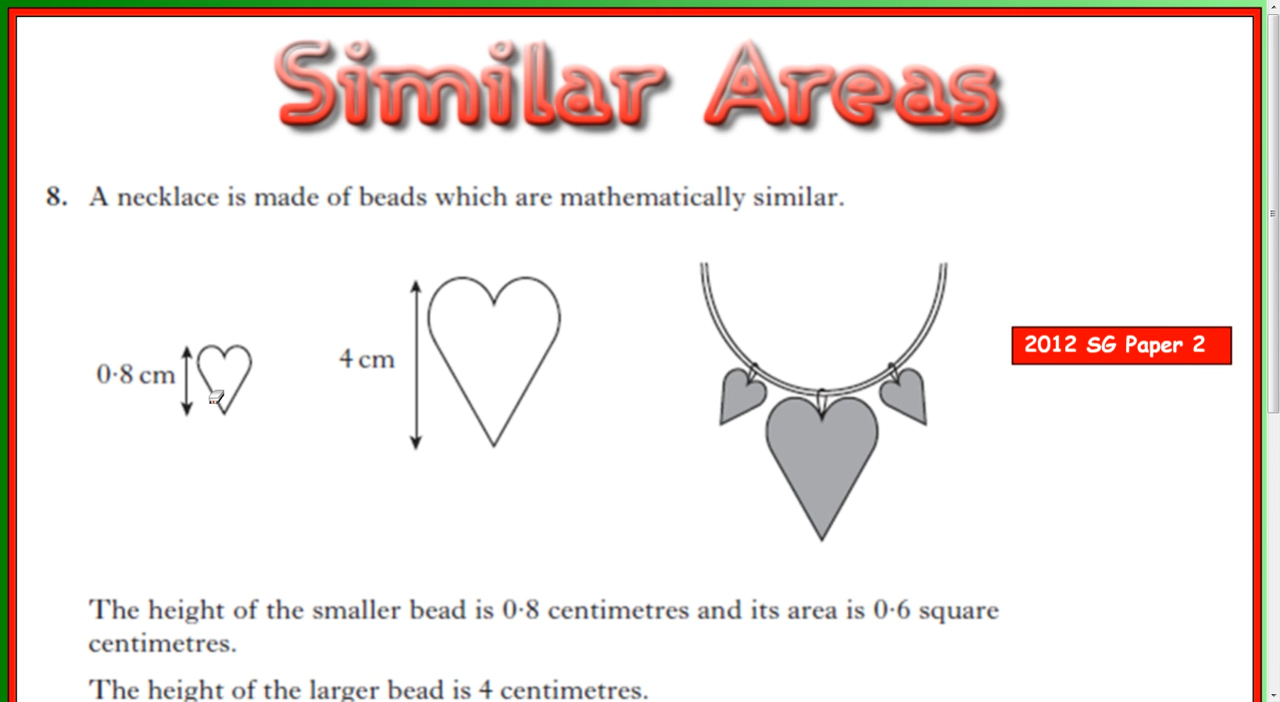 Similar Areas
8. A necklace is made of beads which are mathematically similar.
0·8 cm
4 cm
2012 SG Paper 2
The height of the smaller bead is 0·8 centimetres and its area is 0·6 square
centimetres.
The height of the larger bead is 4 centimetres.